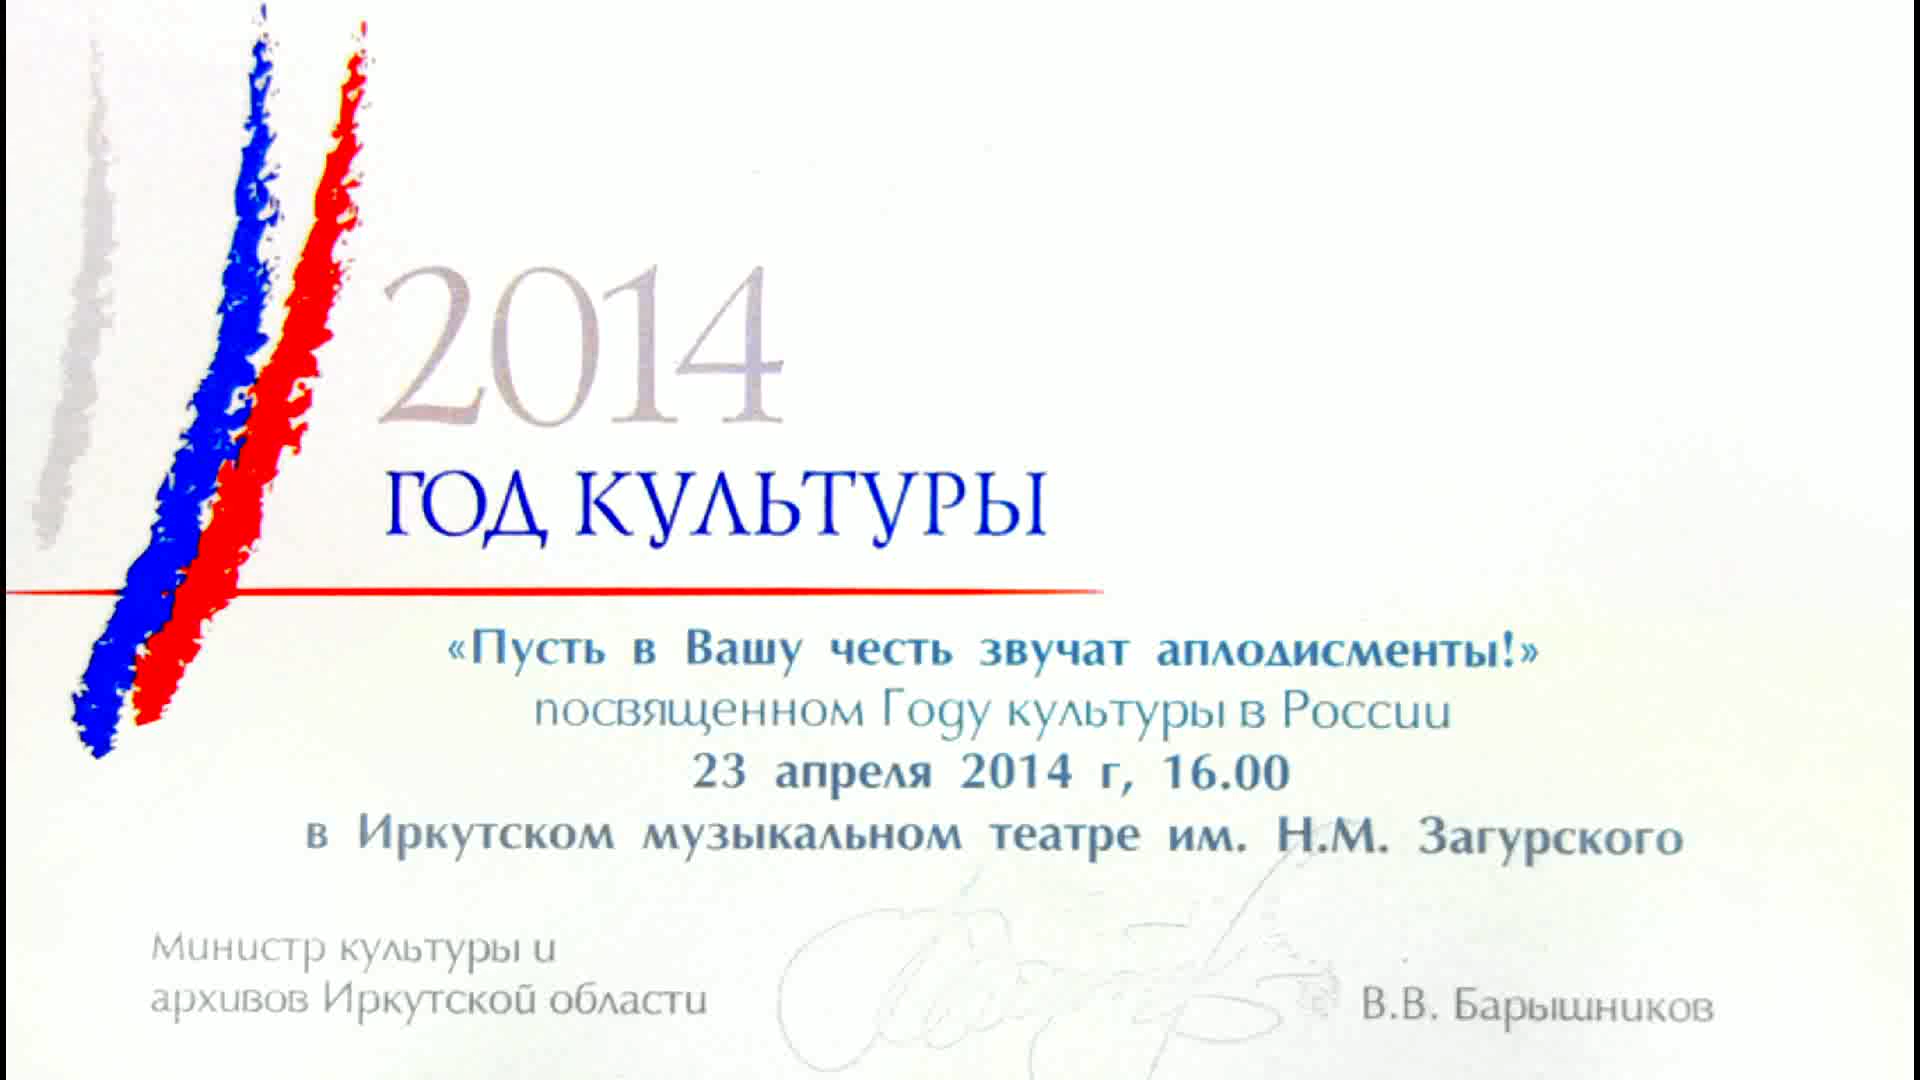 2014
ГОД КУЛЬТУРЫ
«Пусть в Вашу честь звучат аплодисменты!»
посвященном Году культуры в России
23 апреля 2014 г, 16.00
в Иркутском музыкальном театре им. Н.М. Загурского
Министр культуры и
архивов Иркутской области
В.В. Барышников